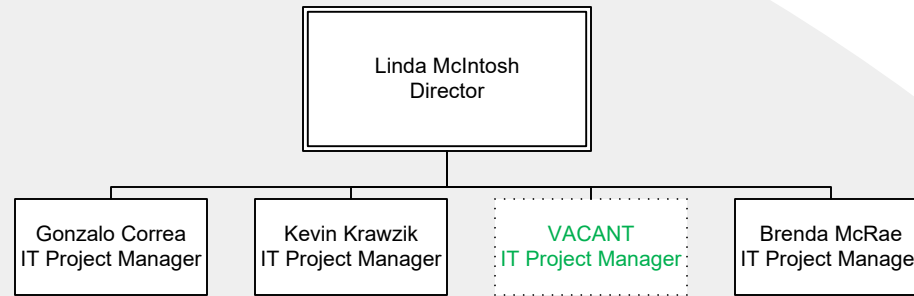 Linda McIntosh
Director
Gonzalo Correa
IT Project Manager
Kevin Krawzik
IT Project Manager
VACANT
IT Project Manager
Brenda McRae
IT Project Manage